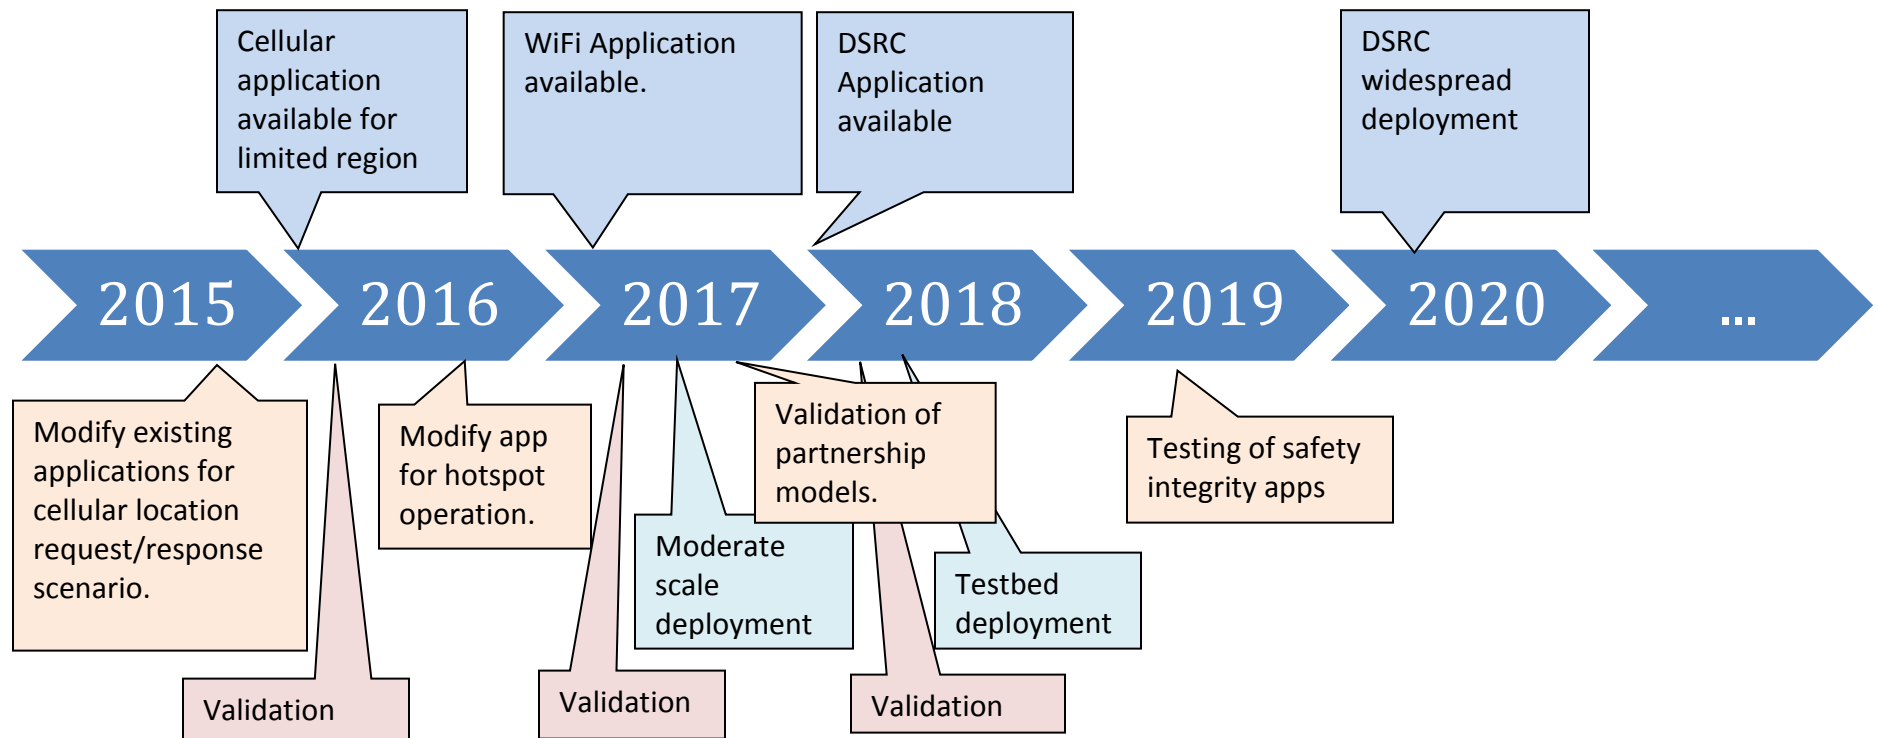 Cellular
application
available for
limited region
WiFi Application
available.
DSRC
Application
available
DSRC
widespread
deployment
2015
2016
2017
2018
2019
2020
...
Modify existing
applications for
cellular location
request/response
scenario.
Modify app
for hotspot
operation.
Moderate
scale
deployment
Validation of
partnership
models.
Testbed
deployment
Testing of safety
integrity apps
Validation
Validation
Validation